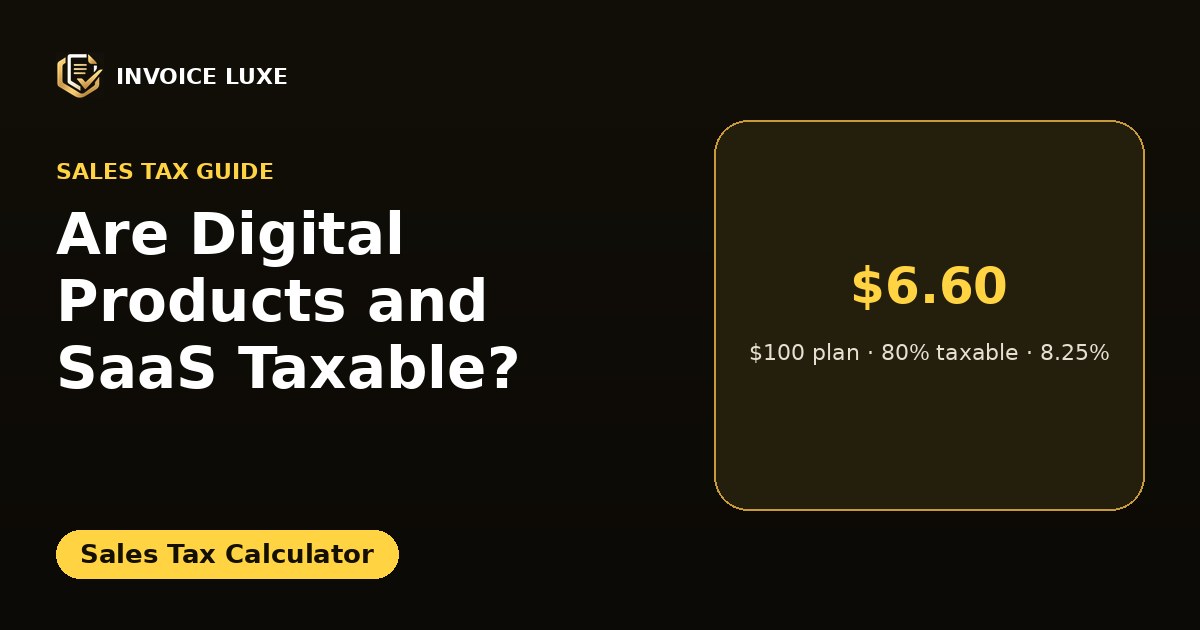 INVOICE LUXE
SALES TAX GUIDE
Are Digital
Products and
SaaS Taxable?
$6.60
$100 plan · 80% taxable · 8.25%
Sales Tax Calculator